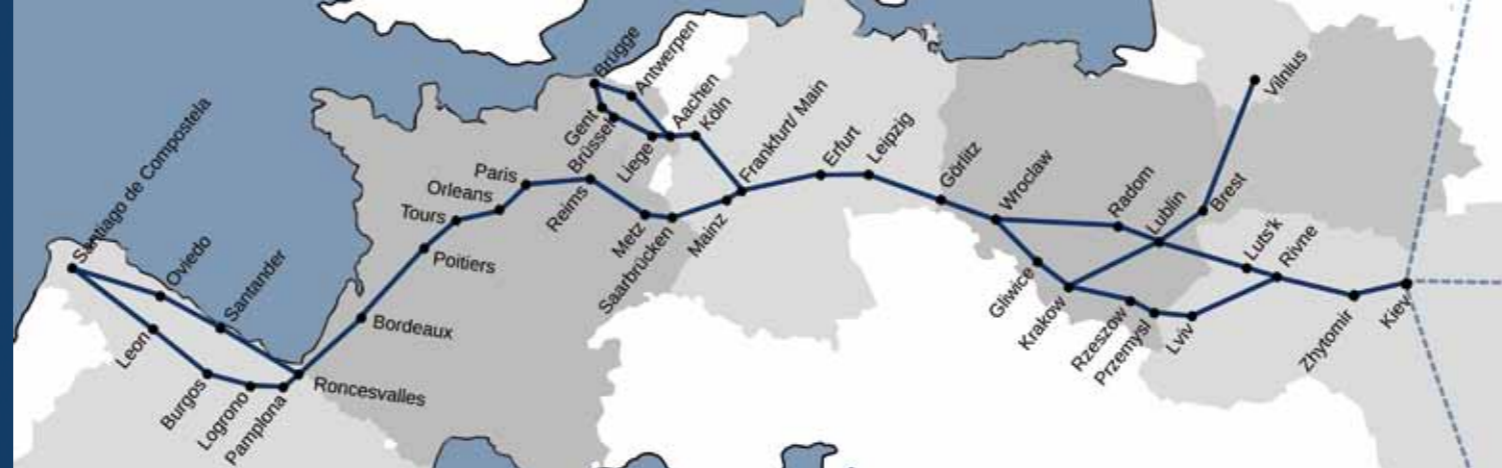 Santiago de Compostela
Oviedo
Santander
Leon
Burgos
Logrono
Pamplona
Roncesvalles
Bordeaux
Poitiers
Tours
Orleans
Paris
Reims
Metz
Saarbrücken
Mainz
Brügge
Antwerpen
Gent
Brüssel
Liege
Aachen
Köln
Frankfurt/ Main
Erfurt
Leipzig
Görlitz
Wroclaw
Gliwice
Krakow
Rzeszow
Przemysl
Lviv
Radom
Lublin
Brest
Vilnius
Luts'k
Rivne
Zhytomir
Kiev